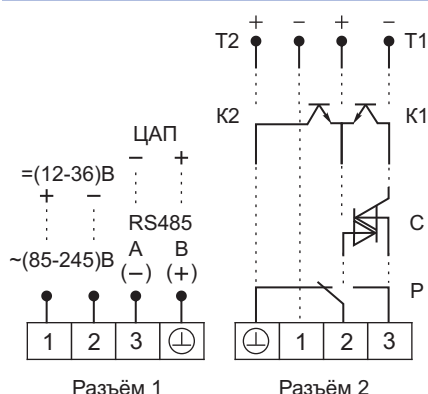 + − + −
T2 T1
К2 К1
ЦАП
− +
=(12-36)В
+ −
RS485
С
~(85-245)В
A B
(−) (+)
Р
1 2 3
1 2 3
Разъём 1
Разъём 2